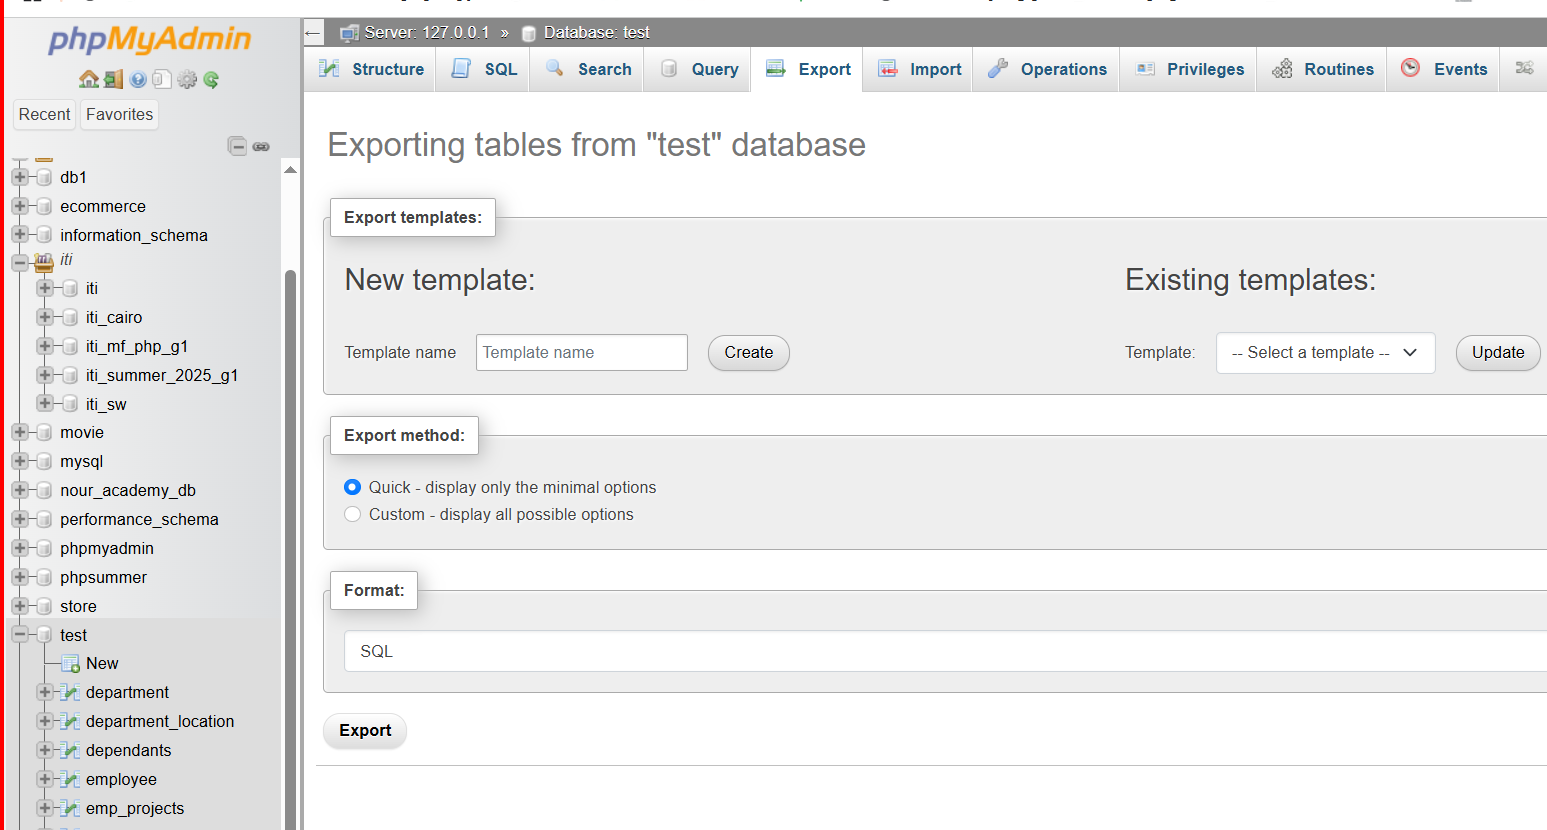 phpMyAdmin
Recent Favorites
db1
ecommerce
information_schema
iti
iti
iti_cairo
iti_mf_php_g1
iti_summer_2025_g1
iti_sw
movie
mysql
nour_academy_db
performance_schema
phpmyadmin
phpsummer
store
test
New
department
department_location
dependants
employee
emp_projects
← Server: 127.0.0.1 » Database: test
Structure SQL Search Query Export Import Operations Privileges Routines Events
Exporting tables from "test" database
Export templates:
New template: Existing templates:
Template name Template name Create Template: -- Select a template -- Update
Export method:
Quick - display only the minimal options
Custom - display all possible options
Format:
SQL
Export